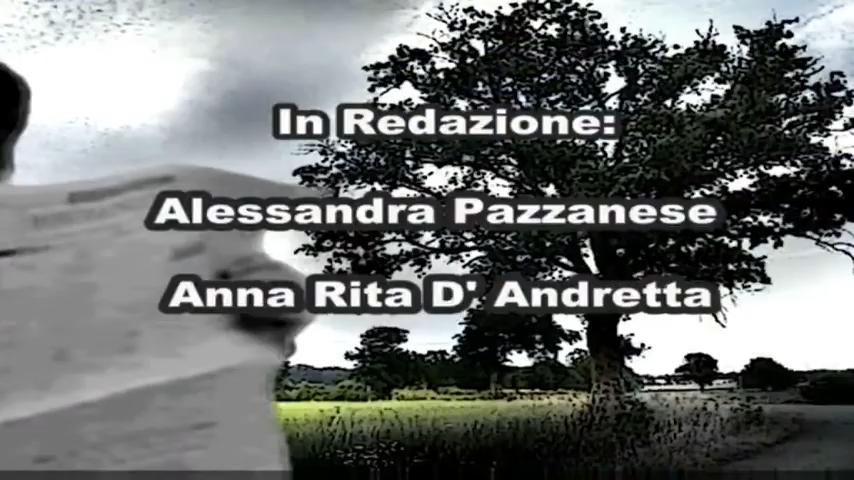 In Redazione:
Alessandra Pazzanese
Anna Rita D' Andretta